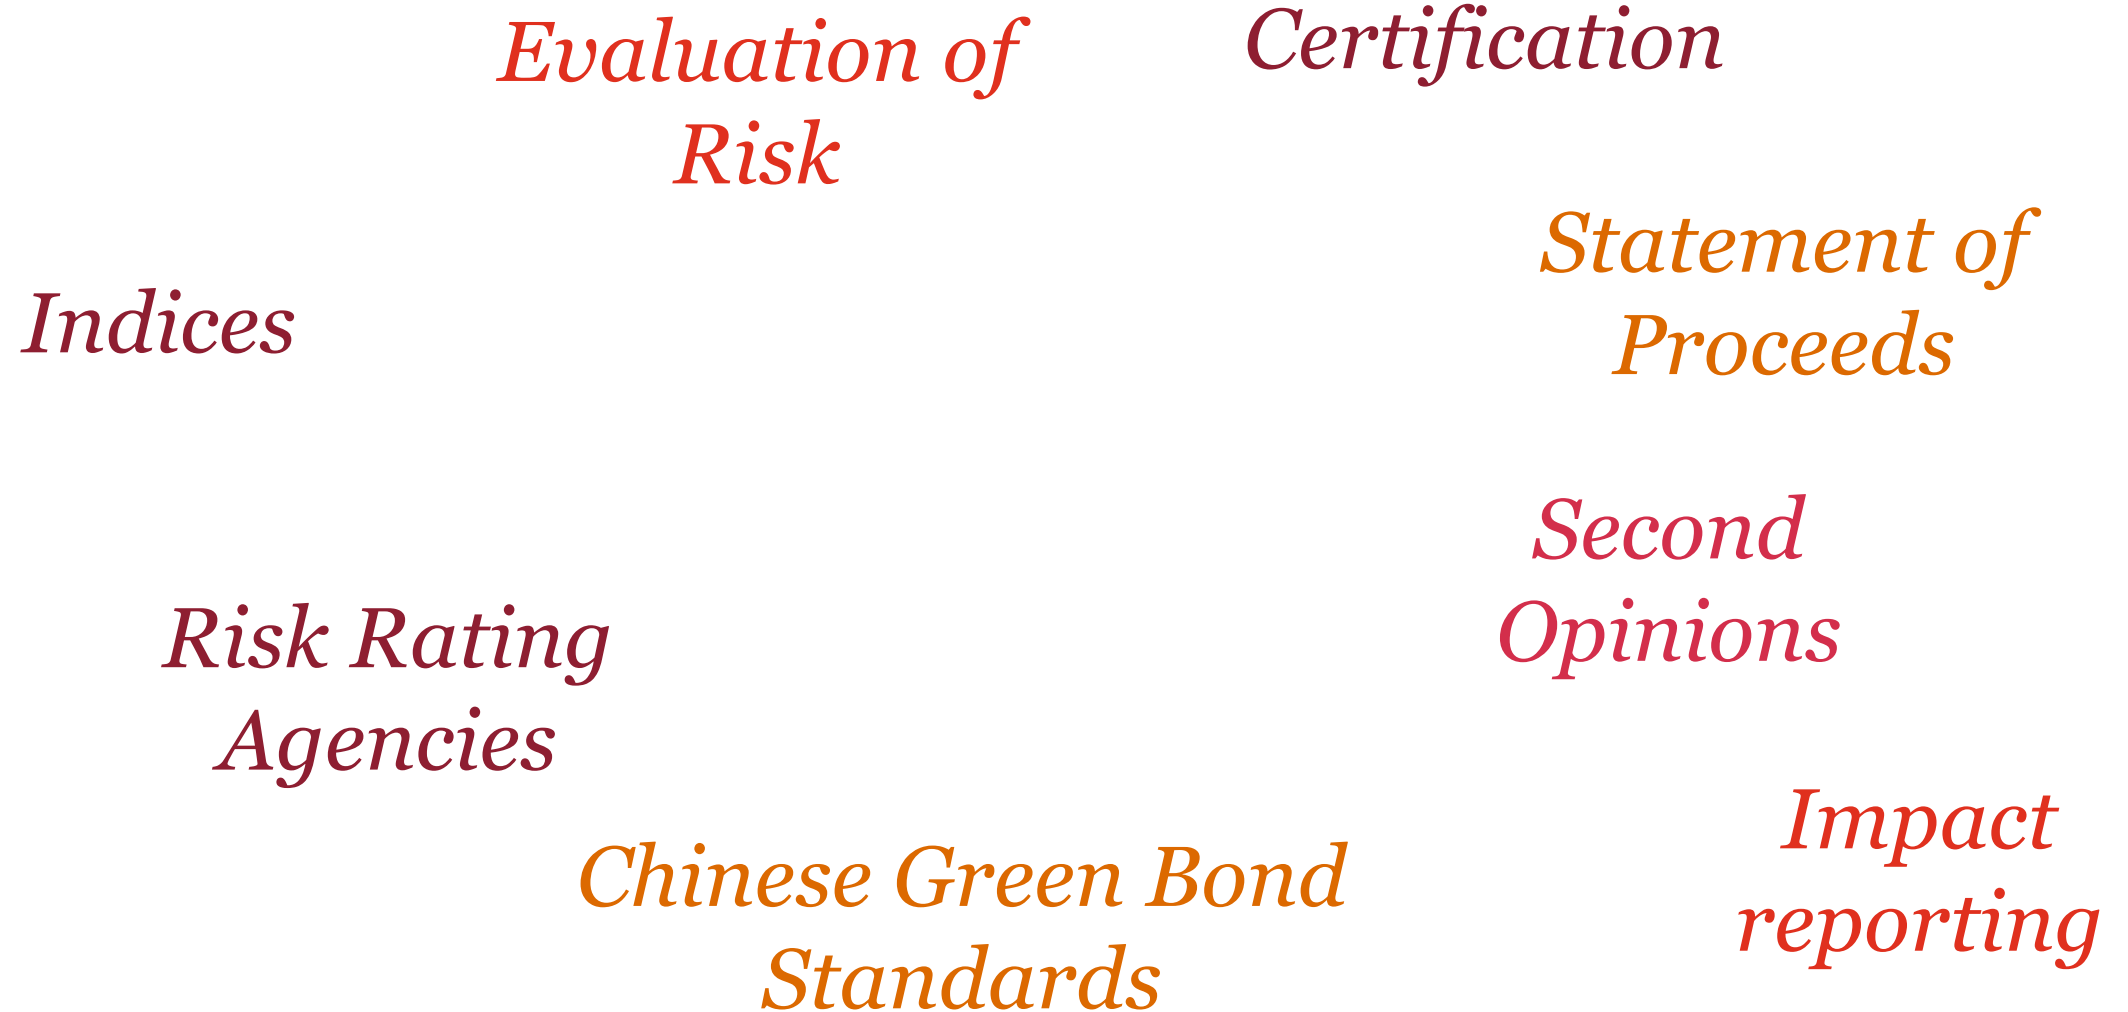 Evaluation of
Risk
Certification
Statement of
Proceeds
Indices
Second
Opinions
Risk Rating
Agencies
Impact
reporting
Chinese Green Bond
Standards